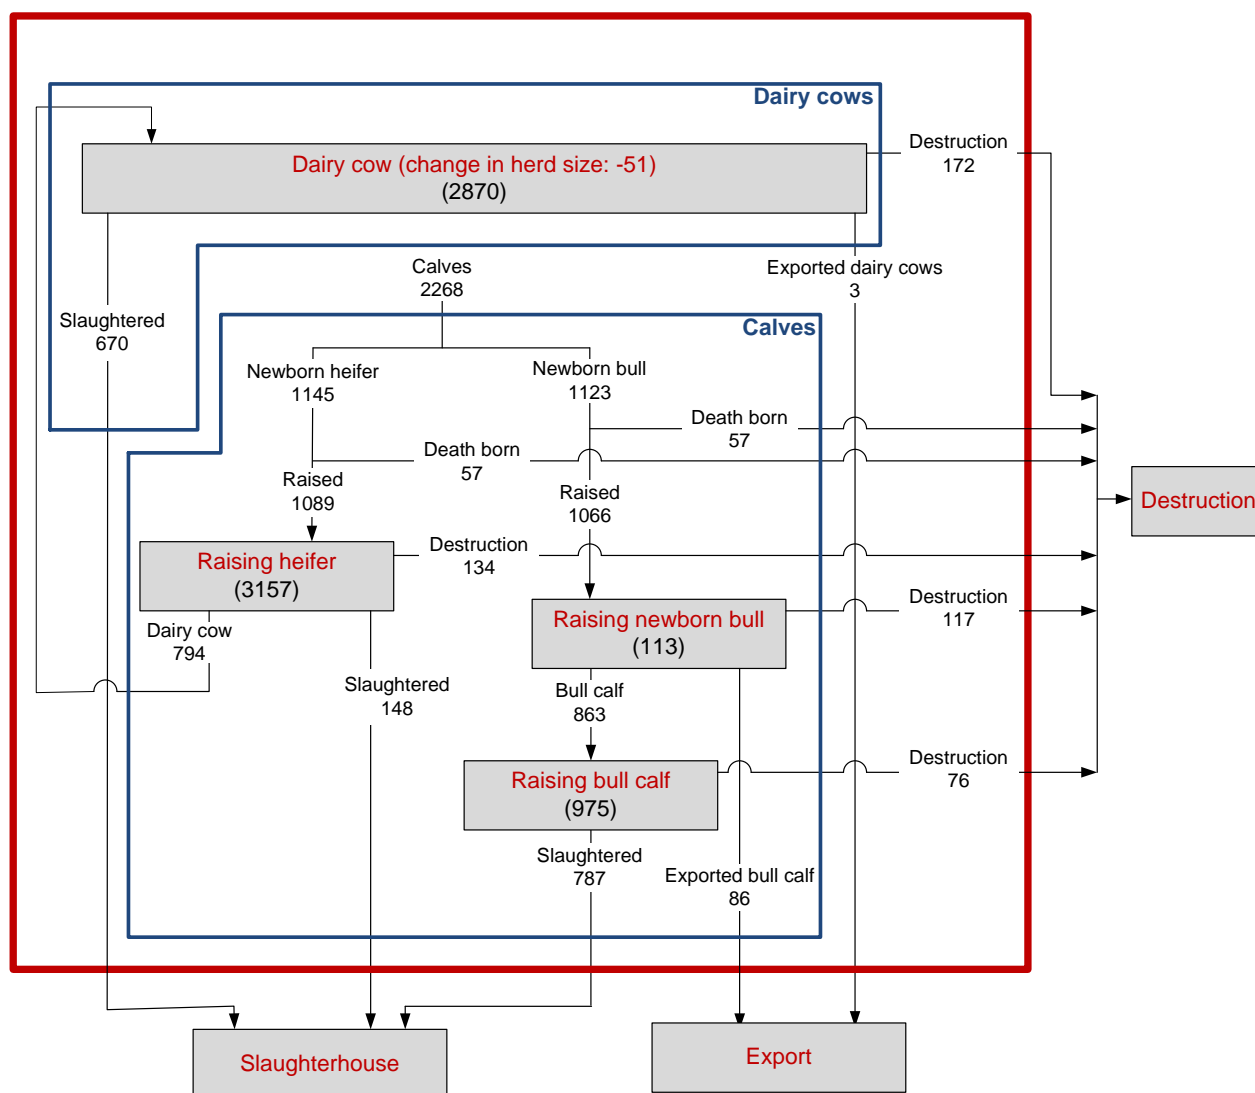 Dairy cows
Dairy cow (change in herd size: -51)
(2870)
Destruction
172
Calves
2268
Exported dairy cows
3
Slaughtered
670
Calves
Newborn heifer
1145
Newborn bull
1123
Death born
57
Death born
57
Raised
1089
Raised
1066
Destruction
Raising heifer
(3157)
Destruction
134
Raising newborn bull
(113)
Destruction
117
Dairy cow
794
Slaughtered
148
Bull calf
863
Raising bull calf
(975)
Destruction
76
Slaughtered
787
Exported bull calf
86
Slaughterhouse
Export